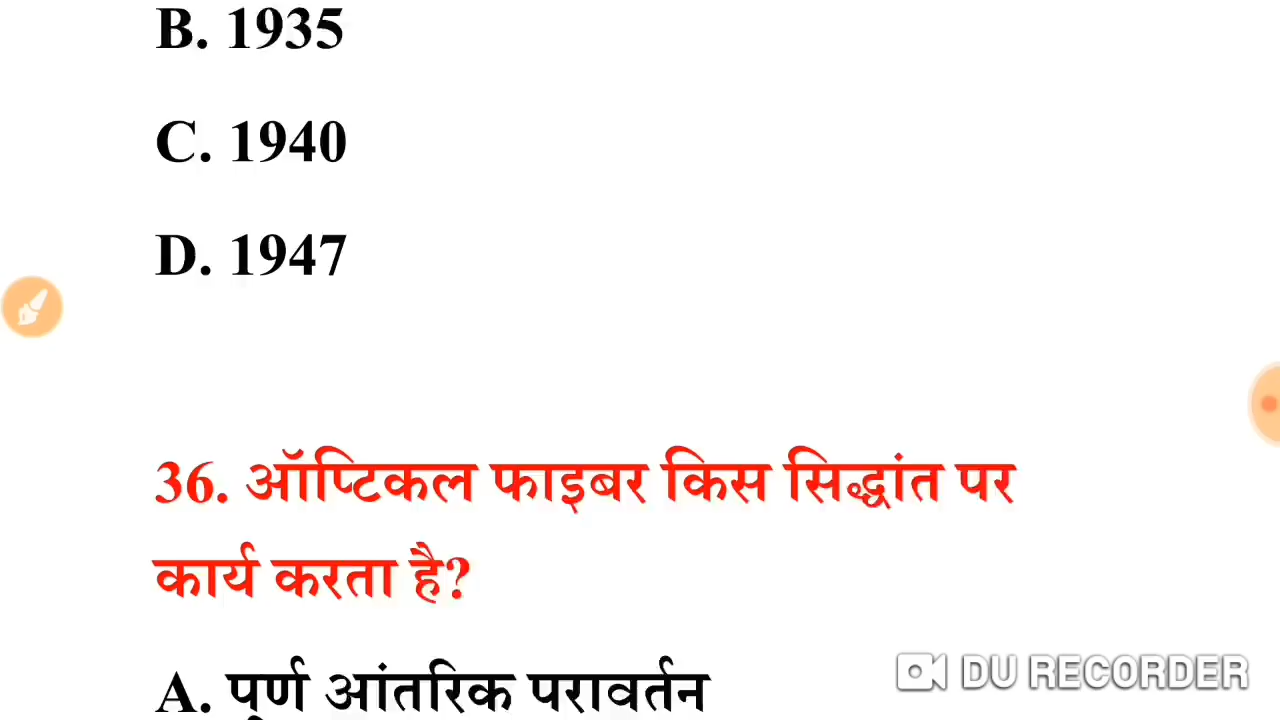 B. 1935
C. 1940
D. 1947
36. ऑप्टिकल फाइबर किस सिद्धांत पर
कार्य करता है?
A. पूर्ण आंतरिक परावर्तन
DU RECORDER